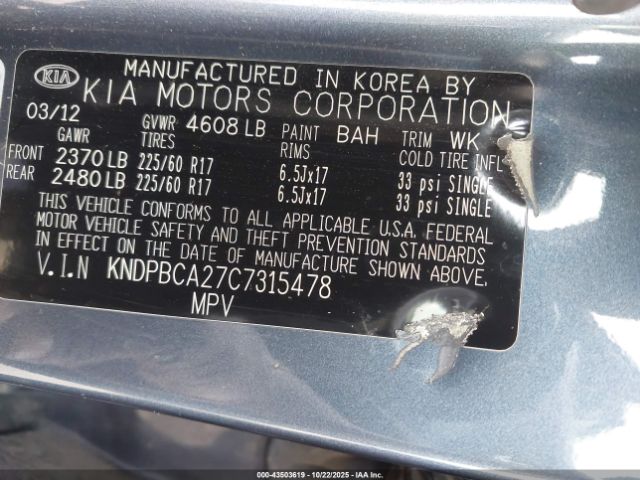 KIA MANUFACTURED IN KOREA BY
KIA MOTORS CORPORATION
03/12 GVWR 4608 LB PAINT BAH TRIM WK
GAWR TIRES RIMS COLD TIRE INFL
FRONT 2370 LB 225/60 R17 6.5Jx17 33 psi SINGLE
REAR 2480 LB 225/60 R17 6.5Jx17 33 psi SINGLE
THIS VEHICLE CONFORMS TO ALL APPLICABLE U.S.A. FEDERAL
MOTOR VEHICLE SAFETY AND THEFT PREVENTION STANDARDS
IN EFFECT ON THE DATE OF MANUFACTURE SHOWN ABOVE.
V.I.N KNDPBCA27C7315478
MPV
© 00-43503619 - 10/22/2025 - IAAI.COM